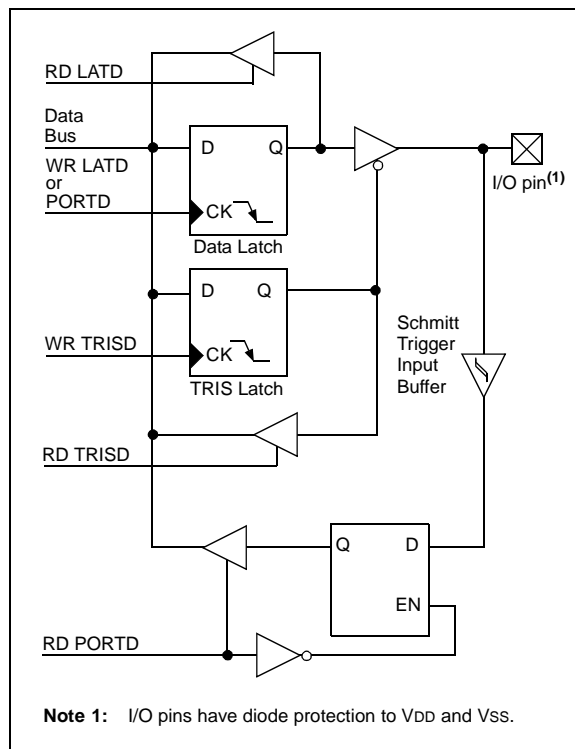 RD LATD
Data
Bus
WR LATD
or
PORTD
D
Q
CK
Data Latch
I/O pin(1)
D
Q
WR TRISD
CK
TRIS Latch
Schmitt
Trigger
Input
Buffer
RD TRISD
Q
D
EN
RD PORTD
Note 1: I/O pins have diode protection to VDD and VSS.